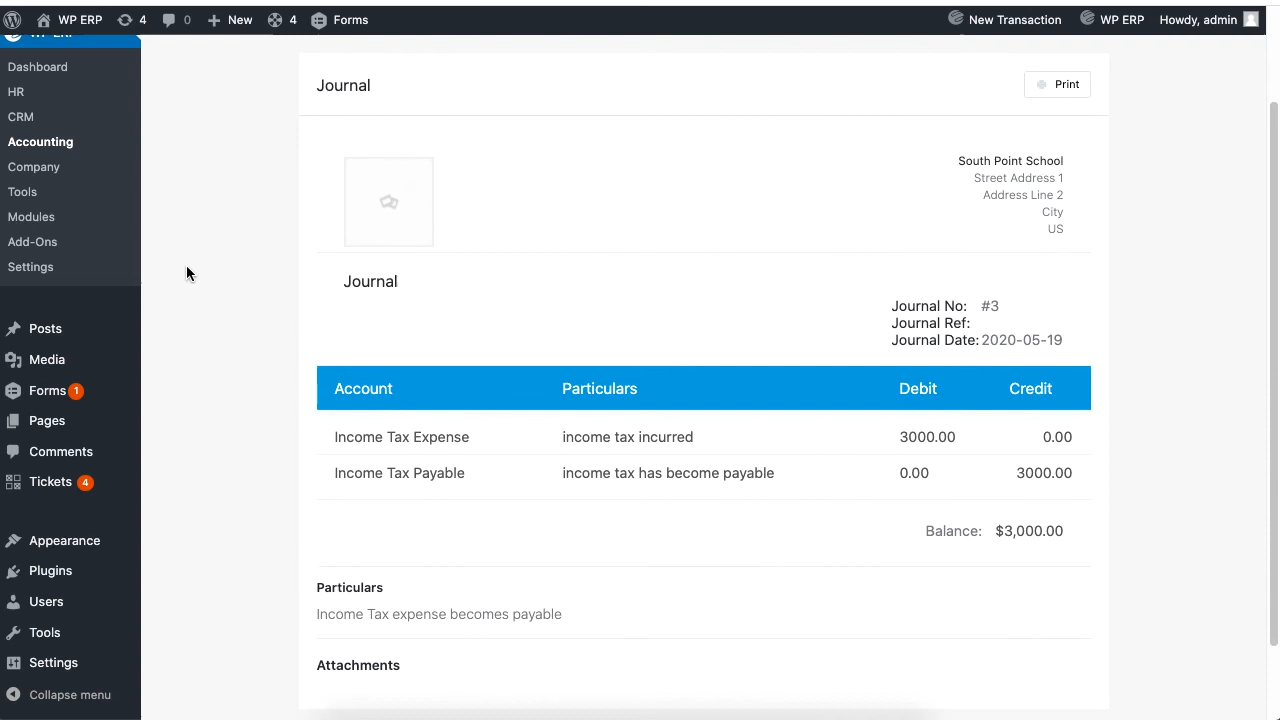 WP ERP 4 0 New 4 Forms New Transaction WP ERP Howdy, admin
Dashboard
HR
CRM
Accounting
Company
Tools
Modules
Add-Ons
Settings
Posts
Media
Forms 1
Pages
Comments
Tickets 4
Appearance
Plugins
Users
Tools
Settings
Collapse menu
Journal Print
South Point School
Street Address 1
Address Line 2
City
US
Journal
Journal No: #3
Journal Ref:
Journal Date: 2020-05-19
Account Particulars Debit Credit
Income Tax Expense income tax incurred 3000.00 0.00
Income Tax Payable income tax has become payable 0.00 3000.00
Balance: $3,000.00
Particulars
Income Tax expense becomes payable
Attachments